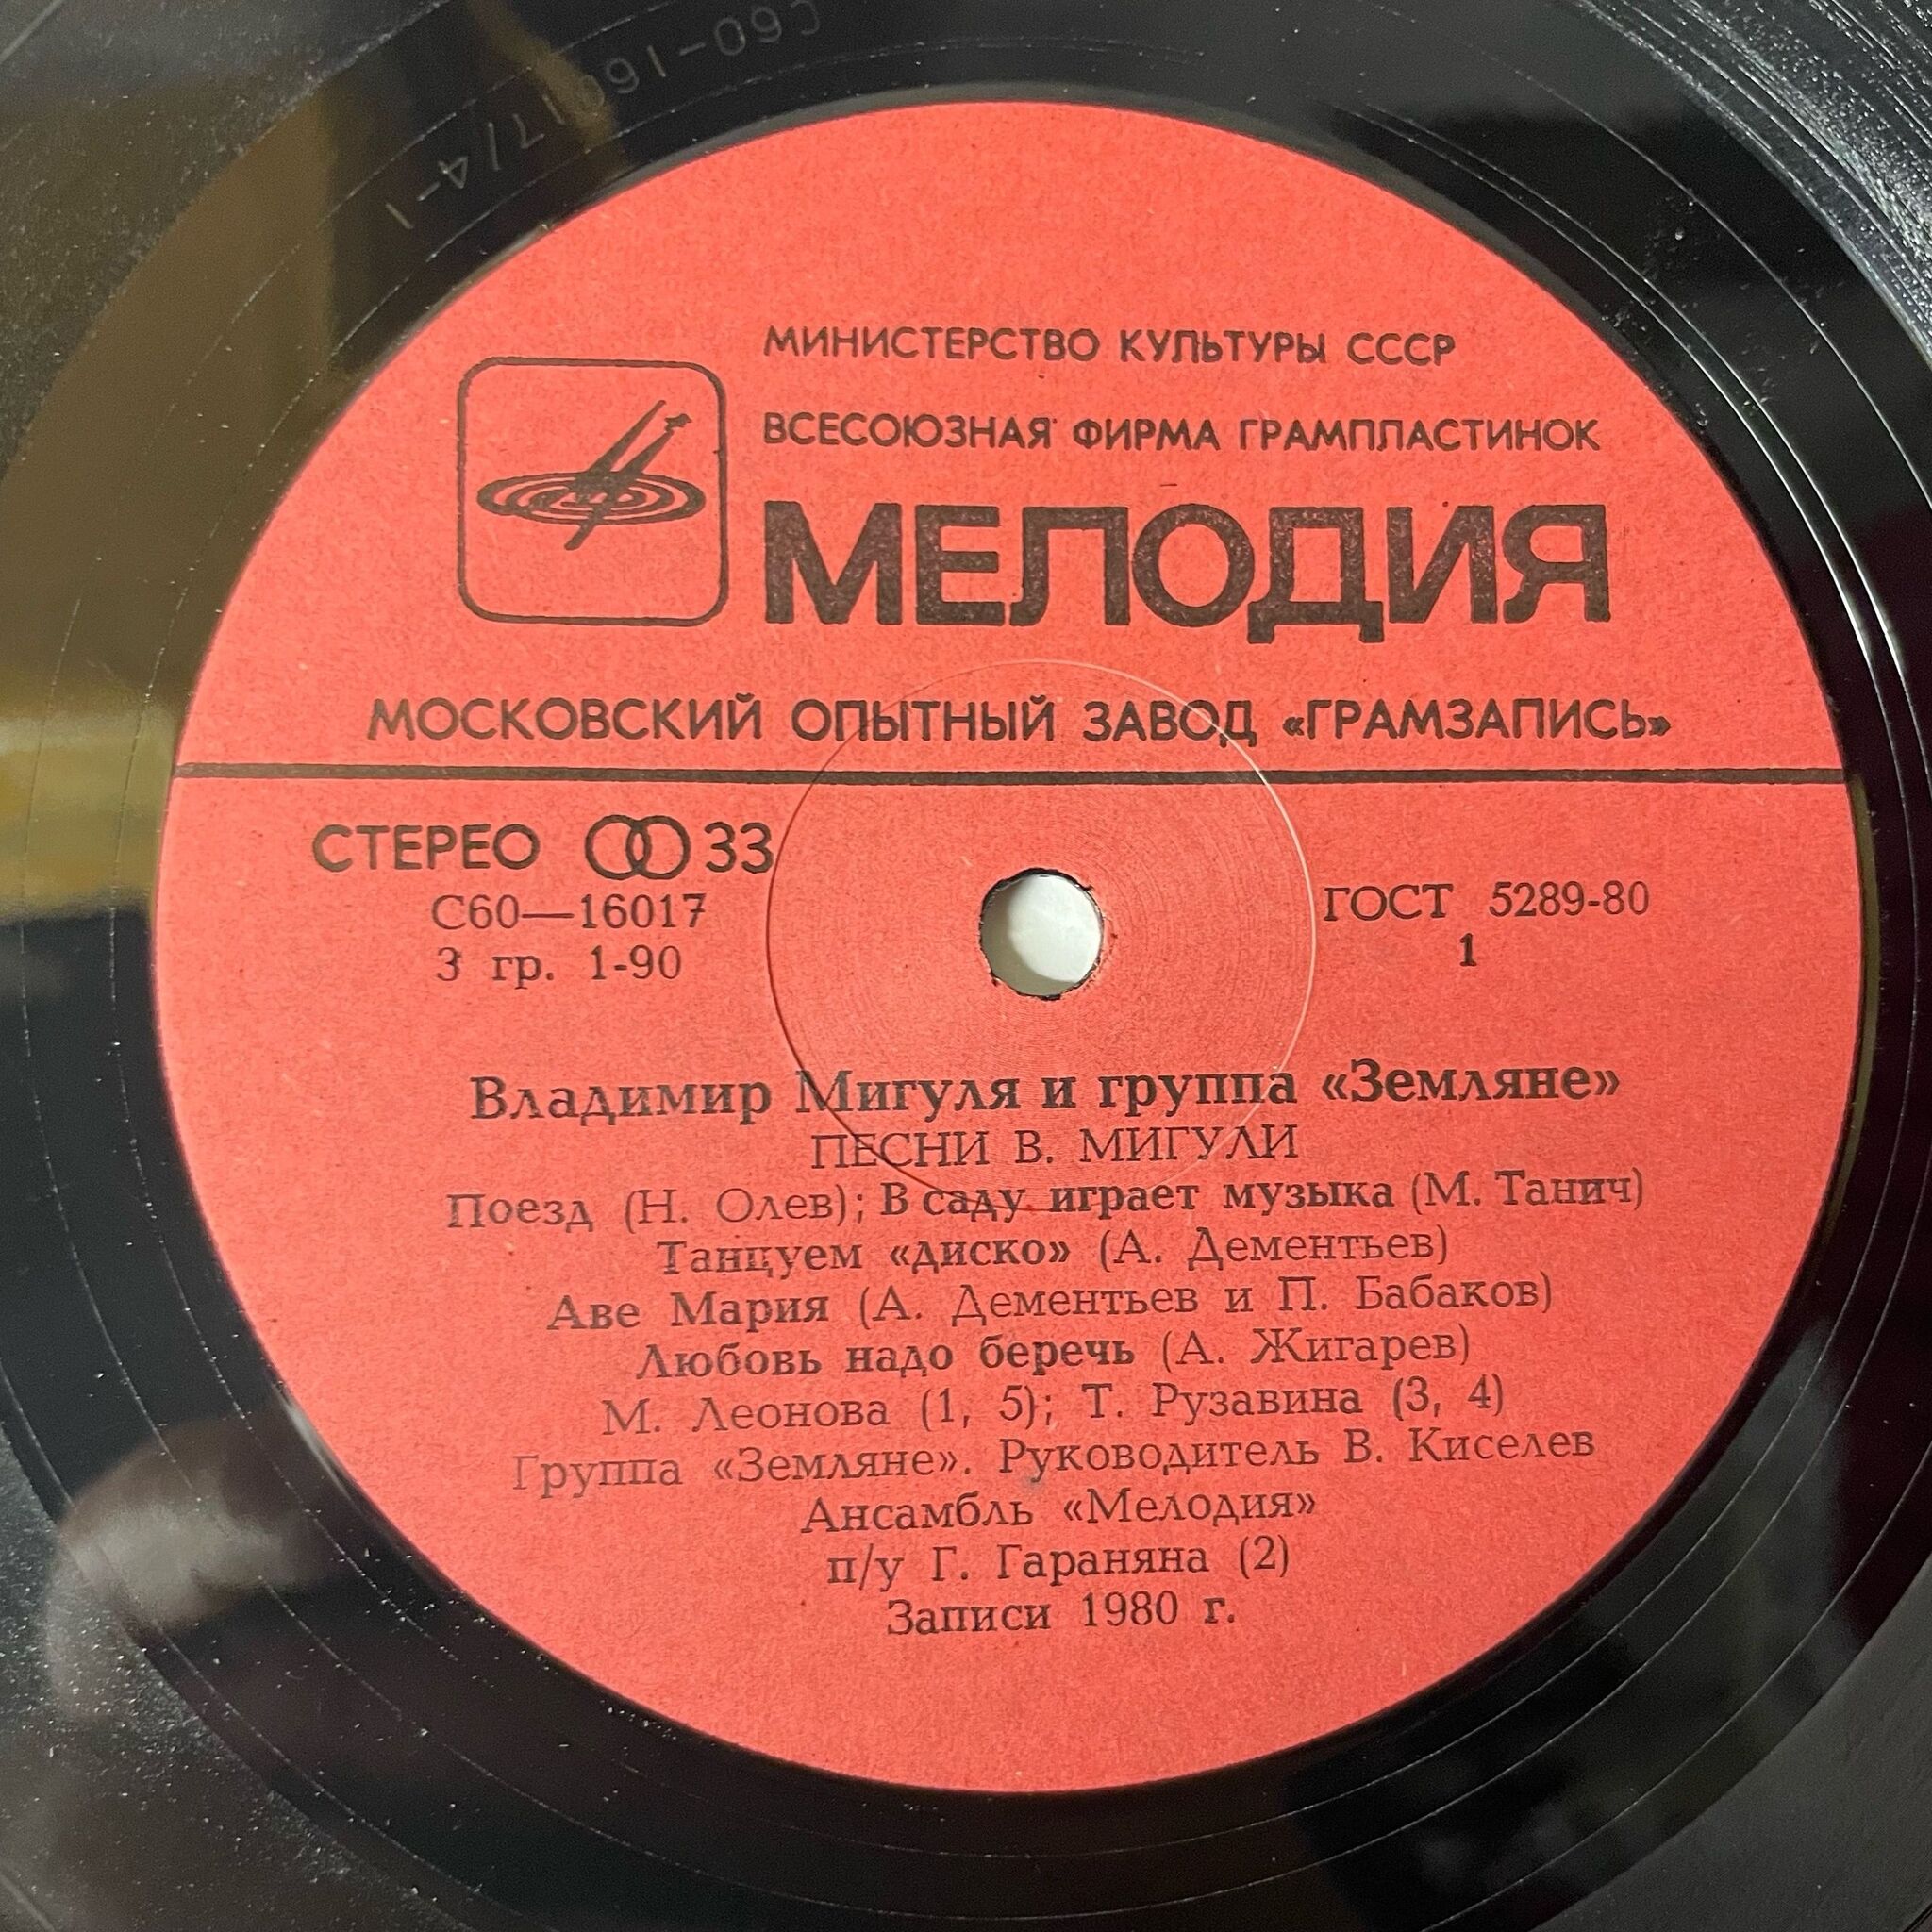 С60-16017/4-1
МИНИСТЕРСТВО КУЛЬТУРЫ СССР
ВСЕСОЮЗНАЯ ФИРМА ГРАМПЛАСТИНОК
МЕЛОДИЯ
МОСКОВСКИЙ ОПЫТНЫЙ ЗАВОД «ГРАМЗАПИСЬ»
СТЕРЕО 33
С60—16017
3 гр. 1-90
ГОСТ 5289-80
1
Владимир Мигуля и группа «Земляне»
ПЕСНИ В. МИГУЛИ
Поезд (Н. Олев); В саду играет музыка (М. Танич)
Танцуем «диско» (А. Дементьев)
Аве Мария (А. Дементьев и П. Бабаков)
Любовь надо беречь (А. Жигарев)
М. Леонова (1, 5); Т. Рузавина (3, 4)
Группа «Земляне». Руководитель В. Киселев
Ансамбль «Мелодия»
п/у Г. Гараняна (2)
Записи 1980 г.